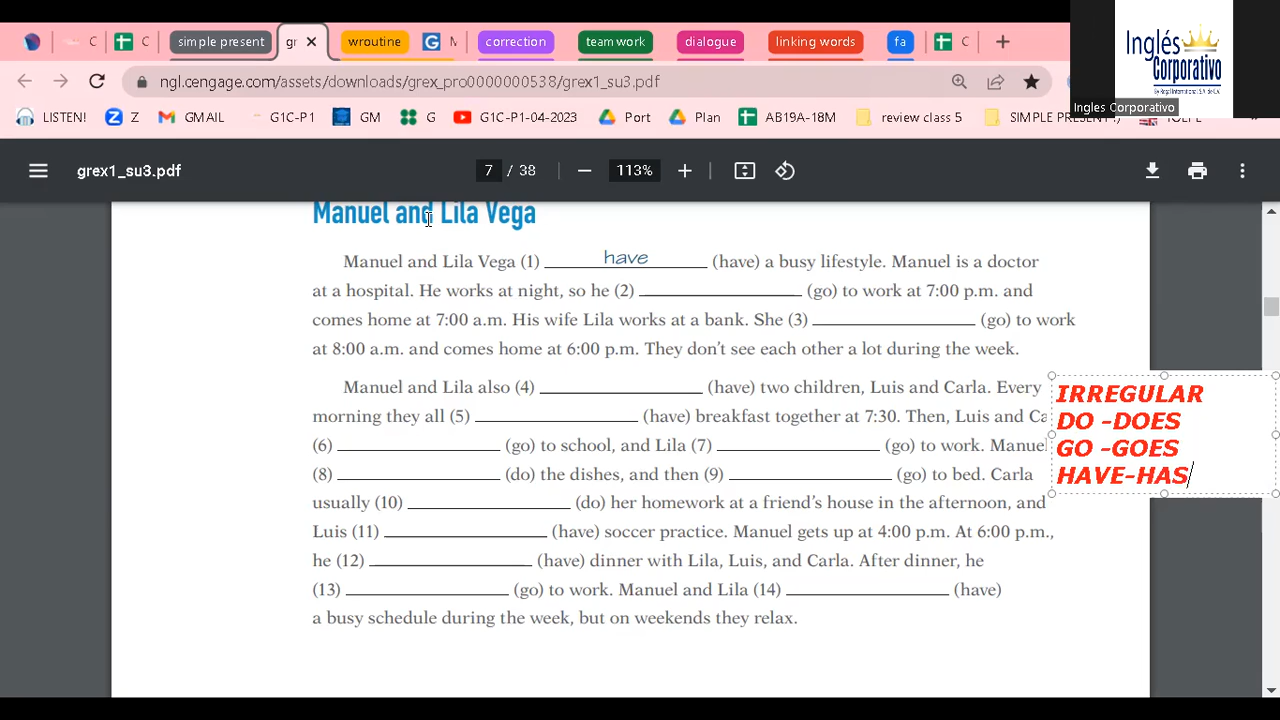 C
C
simple present
gr
wroutine
M
correction
team work
dialogue
linking words
fa
C
ngl.cengage.com/assets/downloads/grex_pro0000000538/grex1_su3.pdf
LISTEN!
Z
GMAIL
G1C-P1
GM
G
G1C-P1-04-2023
Port
Plan
AB19A-18M
review class 5
SIMPLE PRESENT
Inglés
Corporativo
By Regal International S.A. de C.V.
Ingles Corporativo
grex1_su3.pdf
7 / 38
113%
Manuel and Lila Vega
Manuel and Lila Vega (1) have (have) a busy lifestyle. Manuel is a doctor
at a hospital. He works at night, so he (2) (go) to work at 7:00 p.m. and
comes home at 7:00 a.m. His wife Lila works at a bank. She (3) (go) to work
at 8:00 a.m. and comes home at 6:00 p.m. They don't see each other a lot during the week.
Manuel and Lila also (4) (have) two children, Luis and Carla. Every
morning they all (5) (have) breakfast together at 7:30. Then, Luis and Ca
(6) (go) to school, and Lila (7) (go) to work. Manuel
(8) (do) the dishes, and then (9) (go) to bed. Carla
usually (10) (do) her homework at a friend's house in the afternoon, and
Luis (11) (have) soccer practice. Manuel gets up at 4:00 p.m. At 6:00 p.m.,
he (12) (have) dinner with Lila, Luis, and Carla. After dinner, he
(13) (go) to work. Manuel and Lila (14) (have)
a busy schedule during the week, but on weekends they relax.
IRREGULAR
DO -DOES
GO -GOES
HAVE-HAS